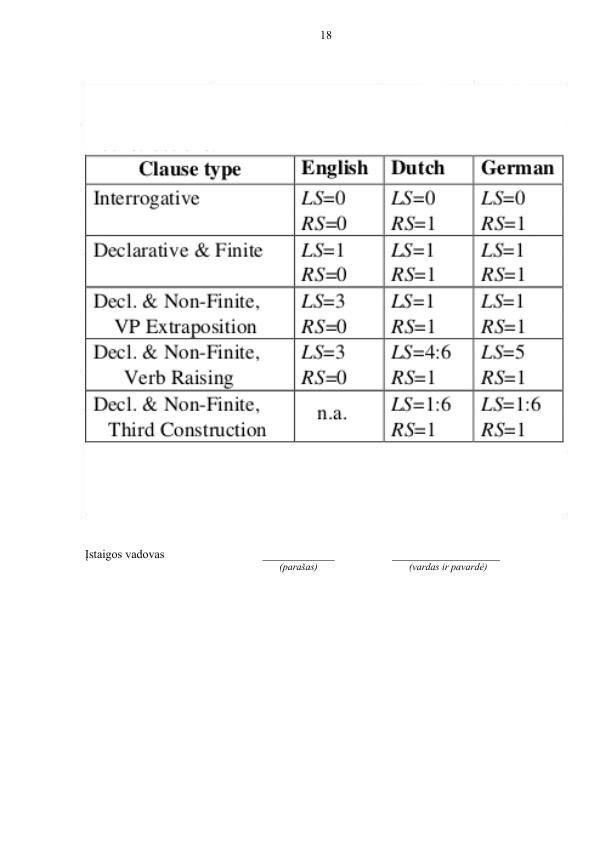 18
Clause type English Dutch German
Interrogative LS=0 LS=0 LS=0
RS=0 RS=1 RS=1
Declarative & Finite LS=1 LS=1 LS=1
RS=0 RS=1 RS=1
Decl. & Non-Finite, LS=3 LS=1 LS=1
VP Extraposition RS=0 RS=1 RS=1
Decl. & Non-Finite, LS=3 LS=4:6 LS=5
Verb Raising RS=0 RS=1 RS=1
Decl. & Non-Finite, n.a. LS=1:6 LS=1:6
Third Construction RS=1 RS=1
Įstaigos vadovas
(parašas) (vardas ir pavardė)